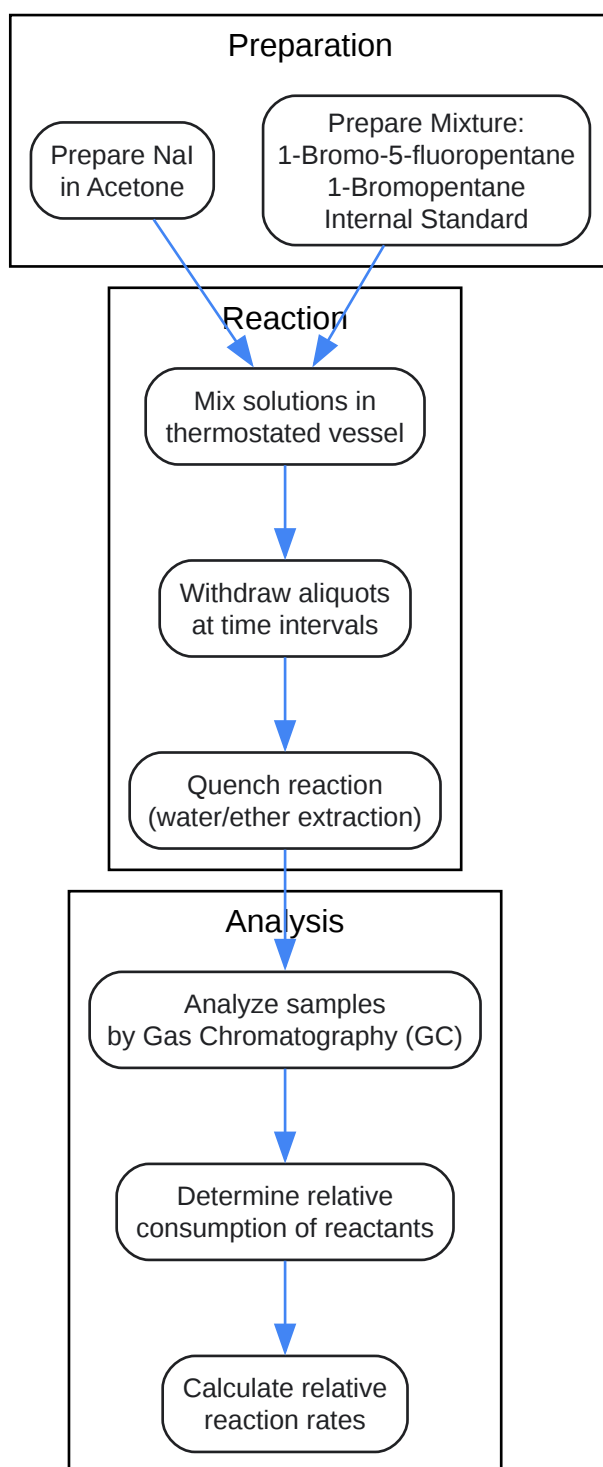 Preparation
Prepare NaI
in Acetone
Prepare Mixture:
1-Bromo-5-fluoropentane
1-Bromopentane
Internal Standard
Reaction
Mix solutions in
thermostated vessel
Withdraw aliquots
at time intervals
Quench reaction
(water/ether extraction)
Analysis
Analyze samples
by Gas Chromatography (GC)
Determine relative
consumption of reactants
Calculate relative
reaction rates